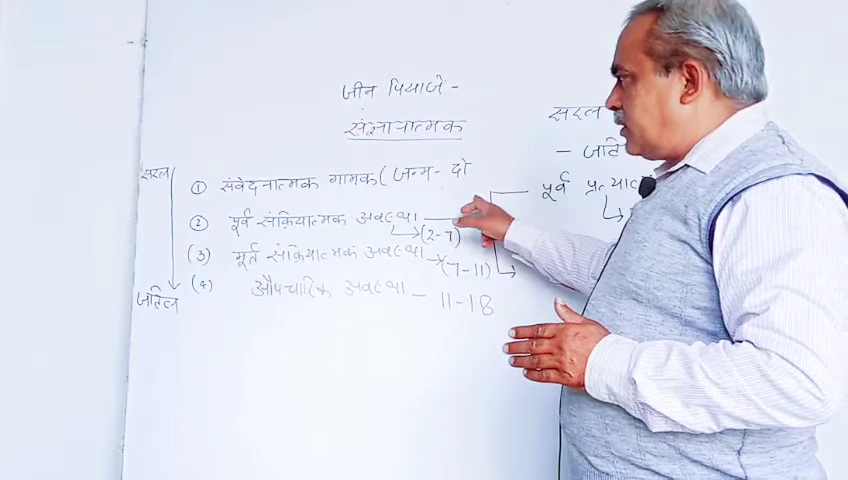 जीन पियाजे -
संज्ञानात्मक
सरल
① संवेदनात्मक गामक ( जन्म - दो
② पूर्व संक्रियात्मक अवस्था
(2-7)
(3) मूर्त संक्रियात्मक अवस्था
(7-11)
(4) औपचारिक अवस्था - 11-18
जटिल
सरल
-
पूर्व